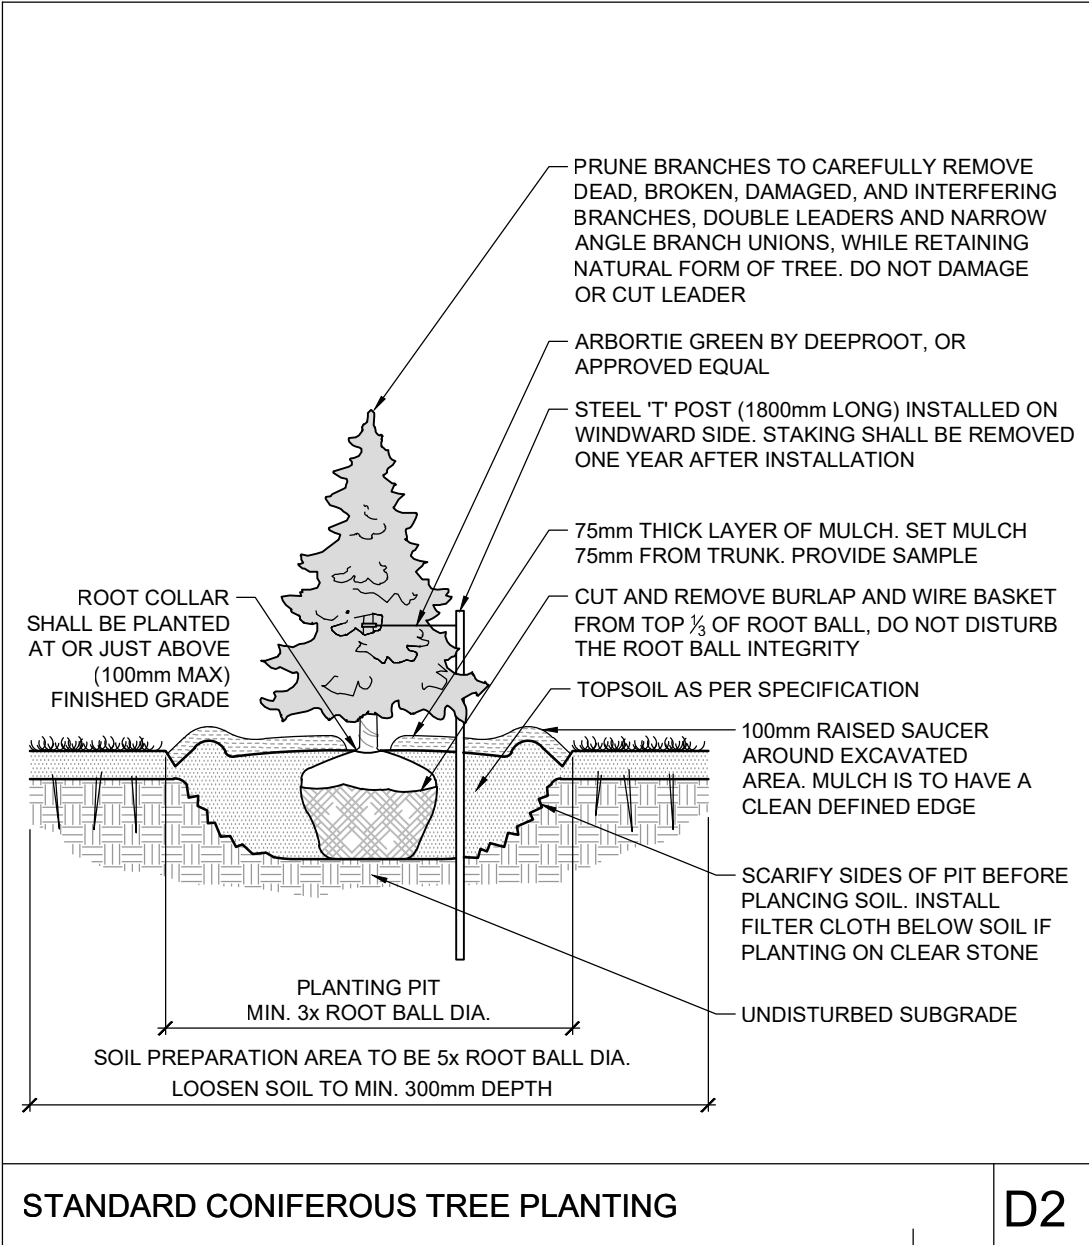 PRUNE BRANCHES TO CAREFULLY REMOVE
DEAD, BROKEN, DAMAGED, AND INTERFERING
BRANCHES, DOUBLE LEADERS AND NARROW
ANGLE BRANCH UNIONS, WHILE RETAINING
NATURAL FORM OF TREE. DO NOT DAMAGE
OR CUT LEADER
ARBORTIE GREEN BY DEEPROOT, OR
APPROVED EQUAL
STEEL 'T' POST (1800mm LONG) INSTALLED ON
WINDWARD SIDE. STAKING SHALL BE REMOVED
ONE YEAR AFTER INSTALLATION
75mm THICK LAYER OF MULCH. SET MULCH
75mm FROM TRUNK. PROVIDE SAMPLE
CUT AND REMOVE BURLAP AND WIRE BASKET
FROM TOP ⅓ OF ROOT BALL, DO NOT DISTURB
THE ROOT BALL INTEGRITY
ROOT COLLAR
SHALL BE PLANTED
AT OR JUST ABOVE
(100mm MAX)
FINISHED GRADE
TOPSOIL AS PER SPECIFICATION
100mm RAISED SAUCER
AROUND EXCAVATED
AREA. MULCH IS TO HAVE A
CLEAN DEFINED EDGE
SCARIFY SIDES OF PIT BEFORE
PLANCING SOIL. INSTALL
FILTER CLOTH BELOW SOIL IF
PLANTING ON CLEAR STONE
UNDISTURBED SUBGRADE
PLANTING PIT
MIN. 3x ROOT BALL DIA.
SOIL PREPARATION AREA TO BE 5x ROOT BALL DIA.
LOOSEN SOIL TO MIN. 300mm DEPTH
STANDARD CONIFEROUS TREE PLANTING
D2